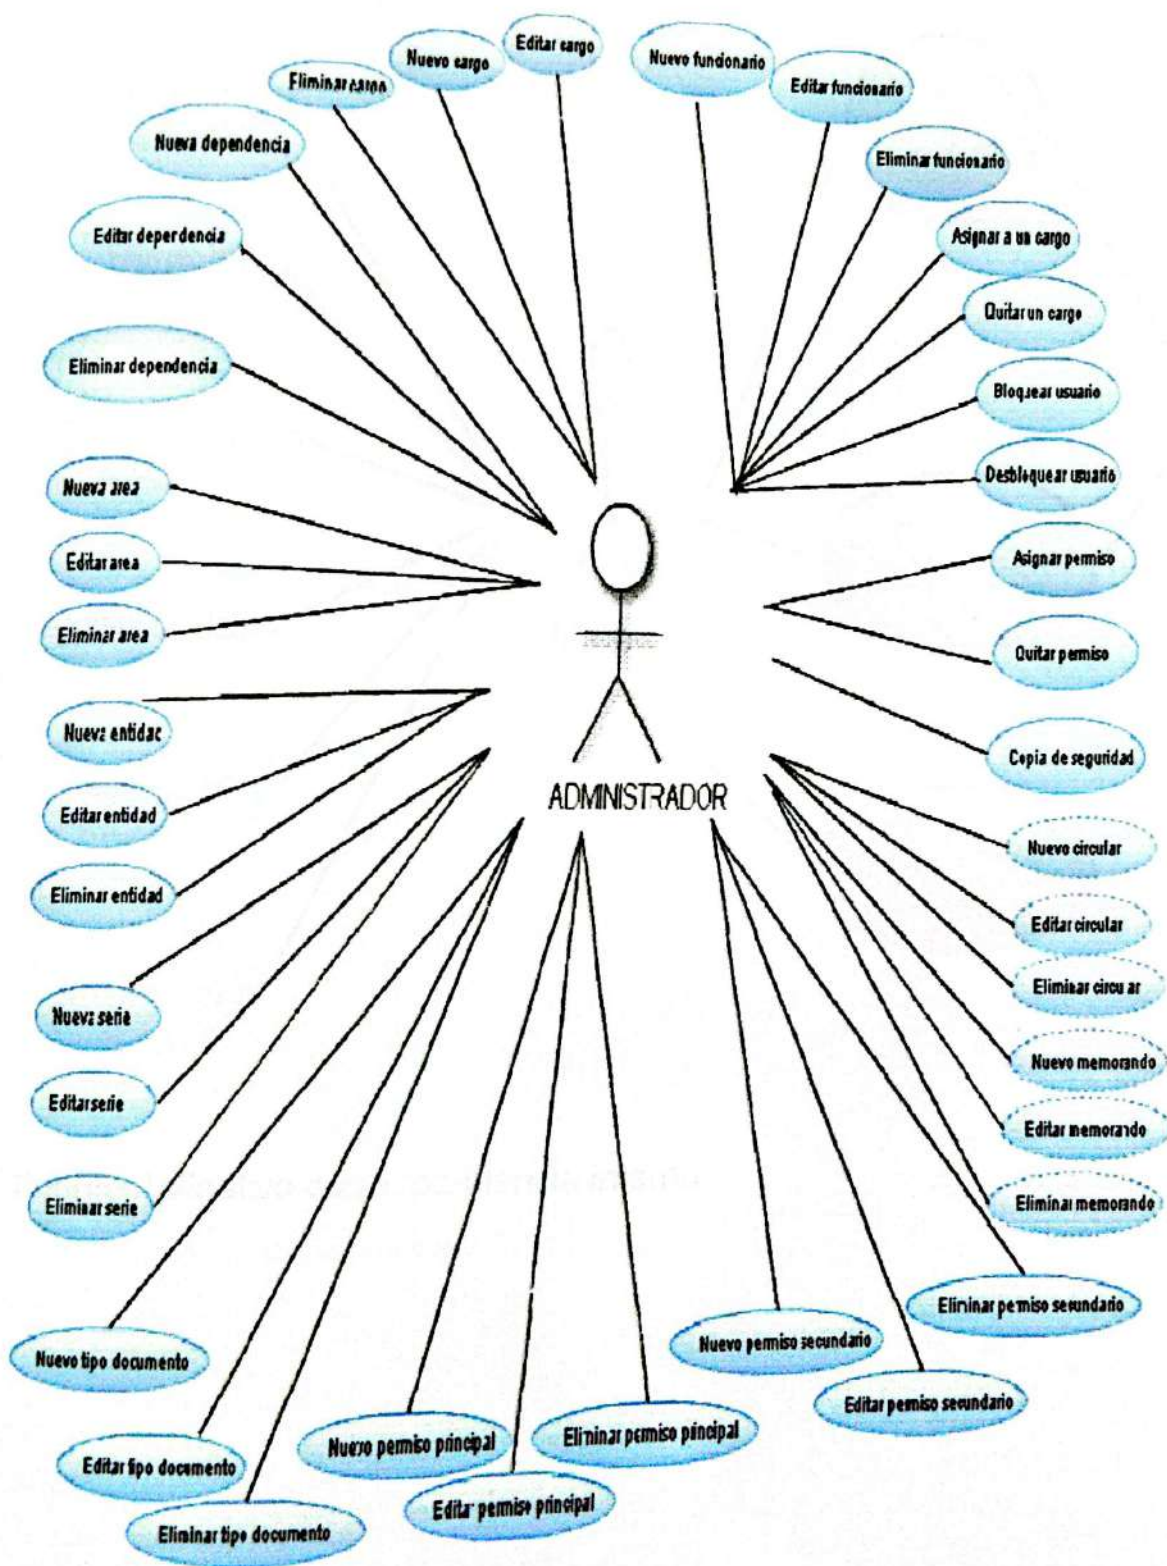 Editar cargo
Nuevo cargo
Eliminar cargo
Nueva dependencia
Editar dependencia
Eliminar dependencia
Nueva area
Editar area
Eliminar area
Nueva entidad
Editar entidad
Eliminar entidad
Nueva serie
Editar serie
Eliminar serie
Nuevo tipo documento
Editar tipo documento
Eliminar tipo documento
Nuevo permiso principal
Editar permiso principal
Eliminar permiso principal
Nuevo permiso secundario
Editar permiso secundario
Eliminar permiso secundario
Nuevo funcionario
Editar funcionario
Eliminar funcionario
Asignar a un cargo
Quitar un cargo
Bloquear usuario
Desbloquear usuario
Asignar permiso
Quitar permiso
Copia de seguridad
Nuevo circular
Editar circular
Eliminar circular
Nuevo memorando
Editar memorando
Eliminar memorando
ADMINISTRADOR